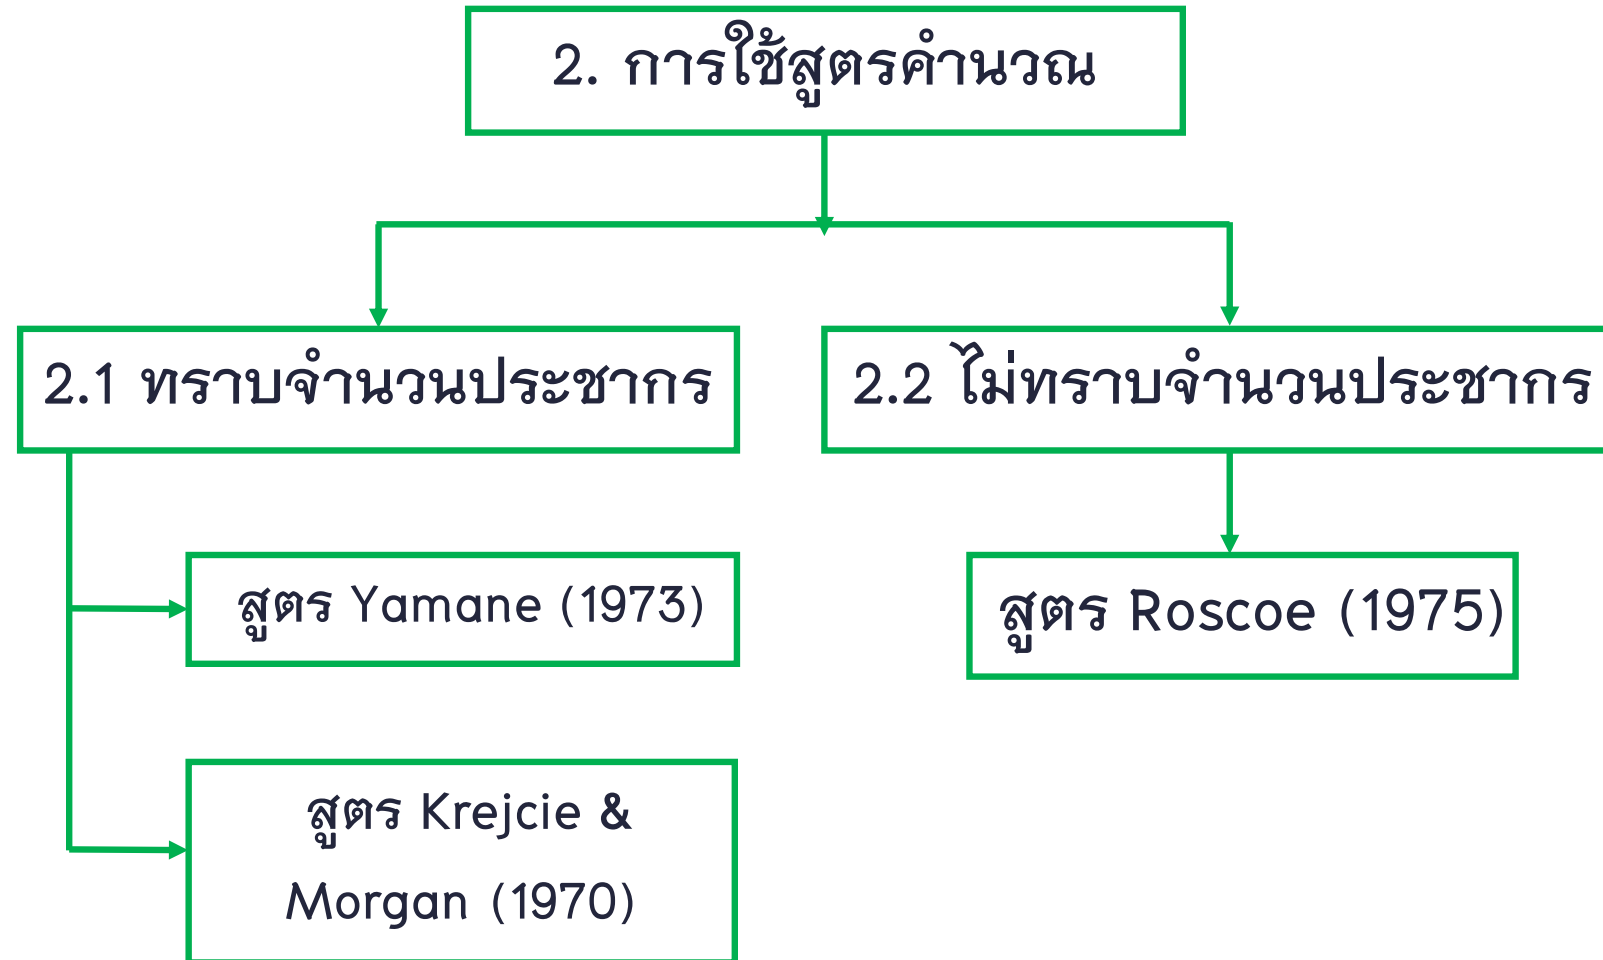 2. การใช้สูตรคำนวณ
2.1 ทราบจำนวนประชากร
2.2 ไม่ทราบจำนวนประชากร
สูตร Yamane (1973)
สูตร Roscoe (1975)
สูตร Krejcie &
Morgan (1970)